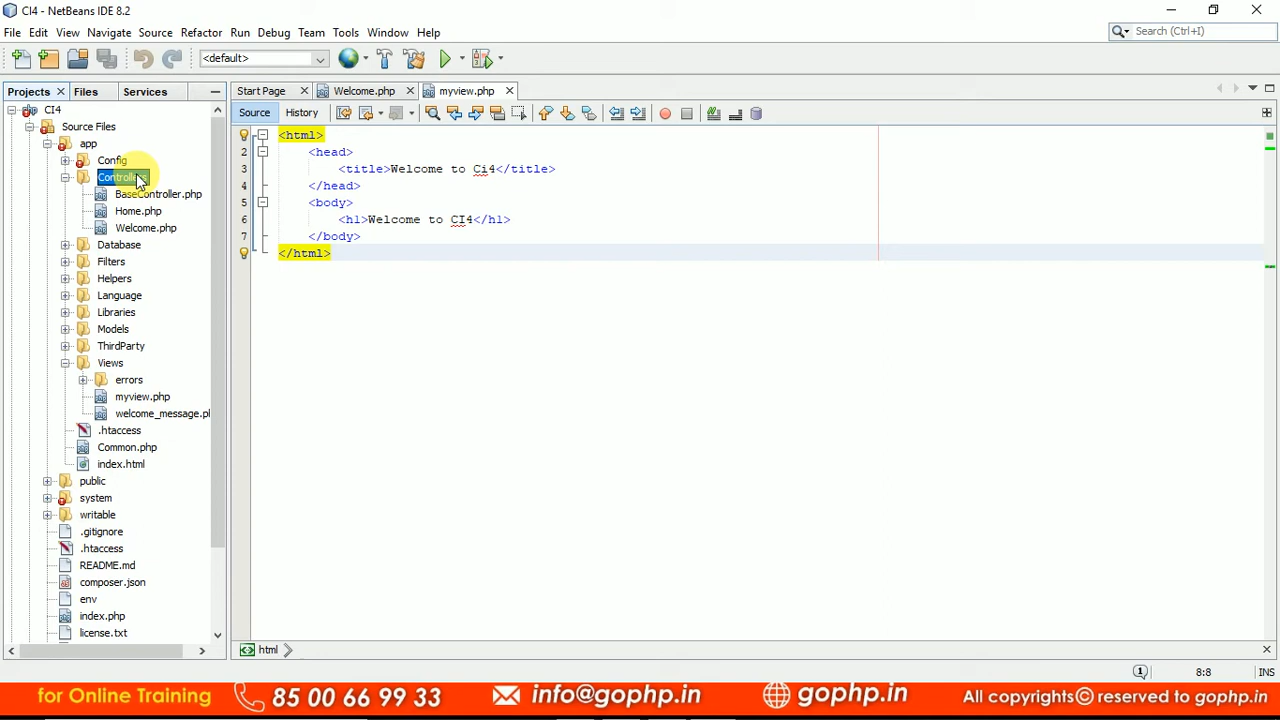 CI4 - NetBeans IDE 8.2
File Edit View Navigate Source Refactor Run Debug Team Tools Window Help
Search (Ctrl+I)
<default>
Projects Files Services
Start Page Welcome.php myview.php
Source History
CI4
Source Files
app
Config
Controllers
BaseController.php
Home.php
Welcome.php
Database
Filters
Helpers
Language
Libraries
Models
ThirdParty
Views
errors
myview.php
welcome_message.pl
.htaccess
Common.php
index.html
public
system
writable
.gitignore
.htaccess
README.md
composer.json
env
index.php
license.txt
<html>
2 <head>
3 <title>Welcome to Ci4</title>
4 </head>
5 <body>
6 <h1>Welcome to CI4</h1>
7 </body>
</html>
html
1
8:8 INS
for Online Training 85 00 66 99 33 info@gophp.in gophp.in All copyrights© reserved to gophp.in